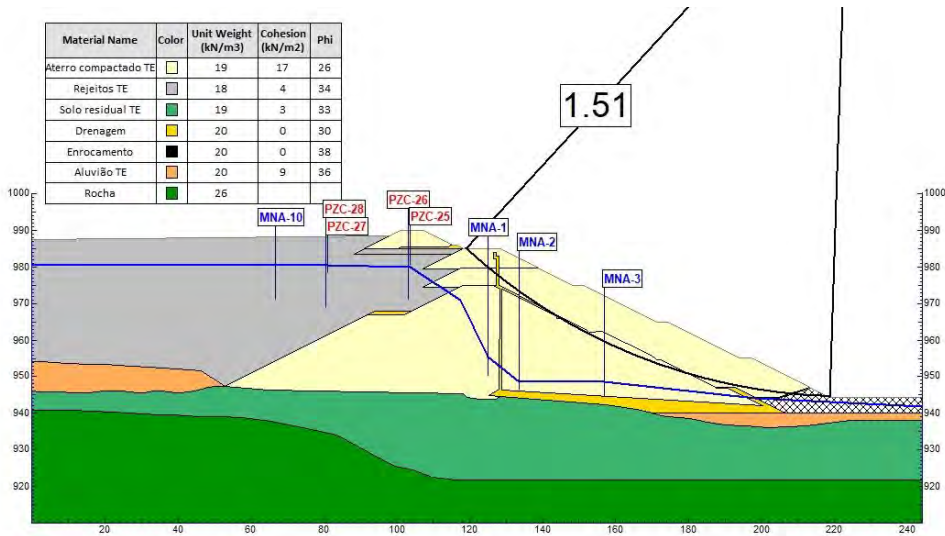 Material Name Color Unit Weight (kN/m3) Cohesion (kN/m2) Phi
Aterro compactado TE 19 17 26
Rejeitos TE 18 4 34
Solo residual TE 19 3 33
Drenagem 20 0 30
Enrocamento 20 0 38
Aluvião TE 20 9 36
Rocha 26
1.51
PZC-26
PZC-28
MNA-10
PZC-25
PZC-27
MNA-1
MNA-2
MNA-3
1000
990
980
970
960
950
940
930
920
1000
990
980
970
960
950
940
930
920
20 40 60 80 100 120 140 160 180 200 220 240